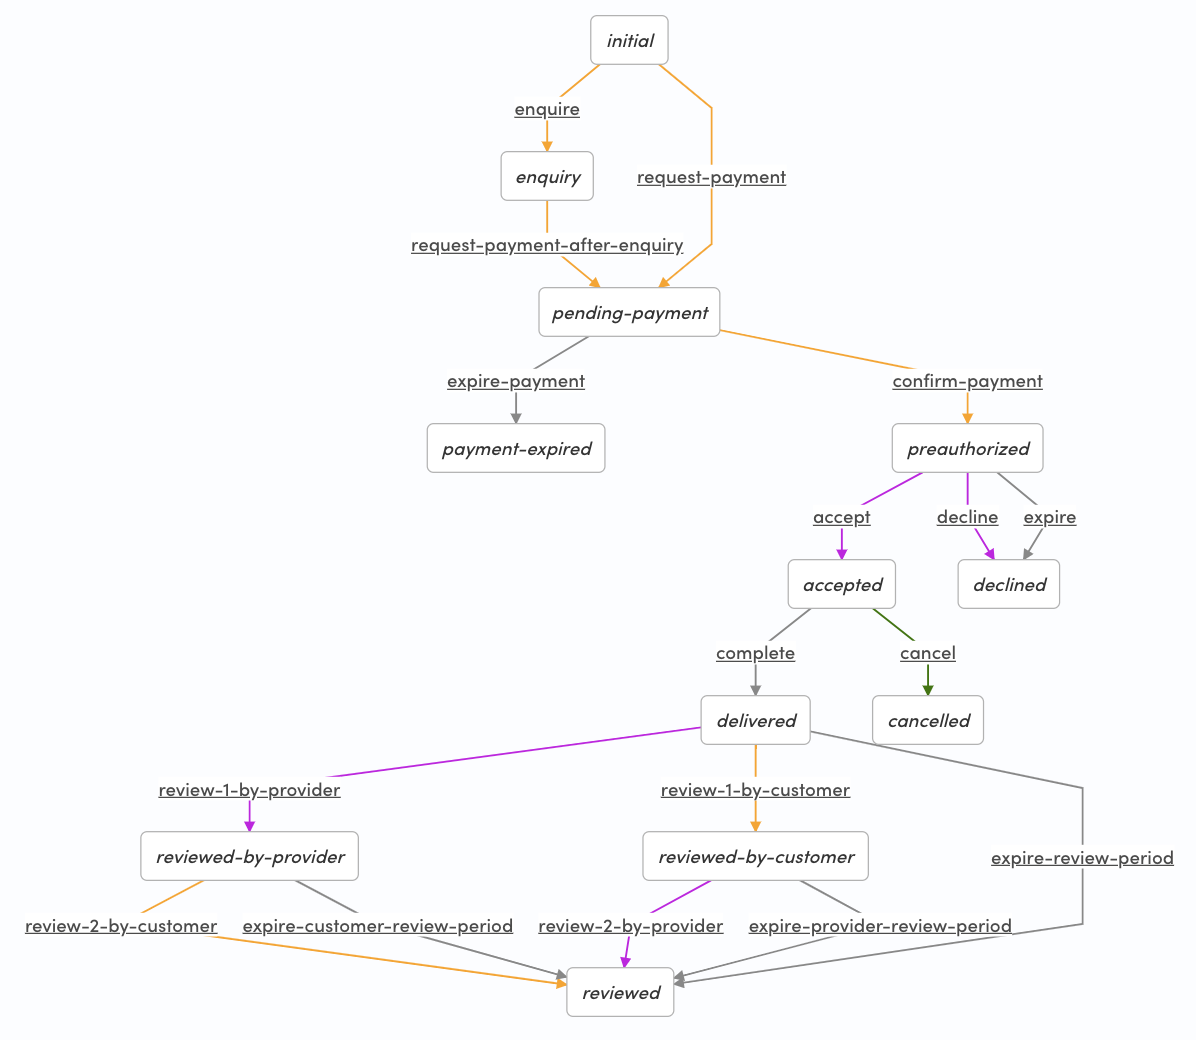 initial
enquire
enquiry
request-payment
request-payment-after-enquiry
pending-payment
expire-payment
confirm-payment
payment-expired
preauthorized
accept
decline
expire
accepted
declined
complete
cancel
delivered
cancelled
review-1-by-provider
review-1-by-customer
reviewed-by-provider
reviewed-by-customer
expire-review-period
review-2-by-customer
expire-customer-review-period
review-2-by-provider
expire-provider-review-period
reviewed